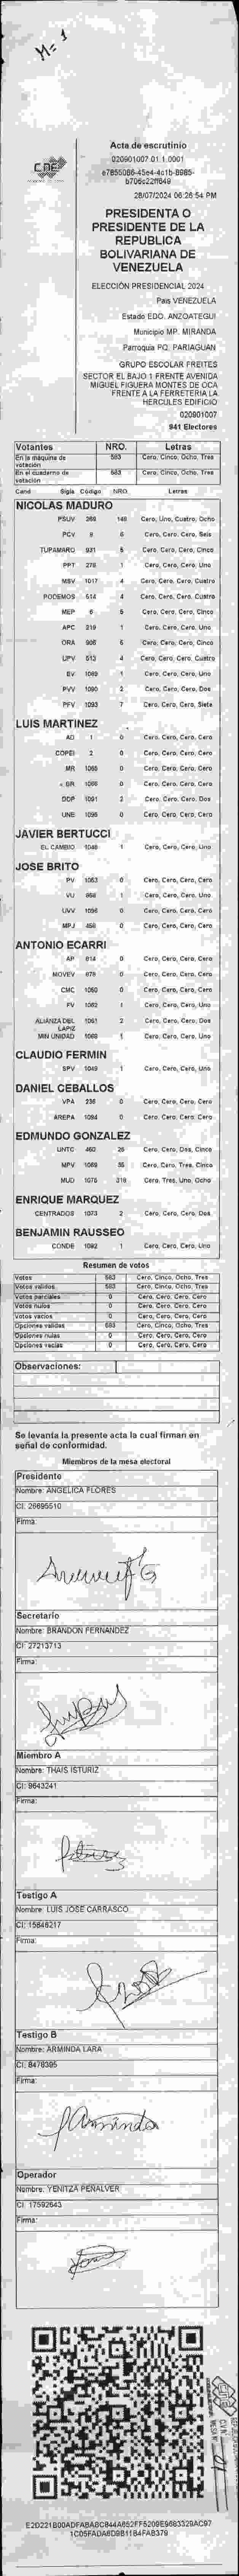 M= 1
CNE
Acta de escrutinio
020901007.01.1.0001
28/07/2024 06:26:54 PM
PRESIDENTA O
PRESIDENTE DE LA
REPUBLICA
BOLIVARIANA DE
VENEZUELA
ELECCIÓN PRESIDENCIAL 2024
Pais VENEZUELA
Estado EDO. ANZOATEGUI
Municipio MP. MIRANDA
Parroquia PQ. PARIAGUAN
GRUPO ESCOLAR FREITES
SECTOR EL BAJO 1 FRENTE AVENIDA
MIGUEL FIGUERA MONTES DE OCA
FRENTE A LA FERRETERIA LA
HERCULES EDIFICIO
020901007
941 Electores
Votantes NRO. Letras
En la máquina de votación 583 Cero, Cinco, Ocho, Tres
En el cuaderno de votación 583 Cero, Cinco, Ocho, Tres
Cand Sigla Código NRO. Letras
NICOLAS MADURO
PSUV 269 148 Cero, Uno, Cuatro, Ocho
PCV 9 6 Cero, Cero, Cero, Seis
TUPAMARO 931 5 Cero, Cero, Cero, Cinco
PPT 278 1 Cero, Cero, Cero, Uno
MSV 1017 4 Cero, Cero, Cero, Cuatro
PODEMOS 514 4 Cero, Cero, Cero, Cuatro
MEP 6 5 Cero, Cero, Cero, Cinco
APC 919 1 Cero, Cero, Cero, Uno
ORA 906 5 Cero, Cero, Cero, Cinco
UPV 513 4 Cero, Cero, Cero, Cuatro
EV 1089 1 Cero, Cero, Cero, Uno
PVV 1090 2 Cero, Cero, Cero, Dos
PFV 1093 7 Cero, Cero, Cero, Siete
LUIS MARTINEZ
AD 1 0 Cero, Cero, Cero, Cero
COPEI 2 0 Cero, Cero, Cero, Cero
MR 1065 0 Cero, Cero, Cero, Cero
< BR 1066 0 Cero, Cero, Cero, Cero
DDP 1091 2 Cero, Cero, Cero, Dos
UNE 1096 0 Cero, Cero, Cero, Cero
JAVIER BERTUCCI
EL CAMBIO 1048 1 Cero, Cero, Cero, Uno
JOSE BRITO
PV 1063 0 Cero, Cero, Cero, Cero
VU 958 1 Cero, Cero, Cero, Uno
UVV 1056 0 Cero, Cero, Cero, Cero
MPJ 456 0 Cero, Cero, Cero, Cero
ANTONIO ECARRI
AP 614 0 Cero, Cero, Cero, Cero
MOVEV 979 0 Cero, Cero, Cero, Cero
CMC 1050 0 Cero, Cero, Cero, Cero
FV 1062 1 Cero, Cero, Cero, Uno
ALIANZA DEL LAPIZ 1061 2 Cero, Cero, Cero, Dos
MIN UNIDAD 1068 1 Cero, Cero, Cero, Uno
CLAUDIO FERMIN
SPV 1049 1 Cero, Cero, Cero, Uno
DANIEL CEBALLOS
VPA 236 0 Cero, Cero, Cero, Cero
AREPA 1094 0 Cero, Cero, Cero, Cero
EDMUNDO GONZALEZ
UNTC 460 25 Cero, Cero, Dos, Cinco
MPV 1069 35 Cero, Cero, Tres, Cinco
MUD 1075 318 Cero, Tres, Uno, Ocho
ENRIQUE MARQUEZ
CENTRADOS 1073 2 Cero, Cero, Cero, Dos
BENJAMIN RAUSSEO
CONDE 1092 1 Cero, Cero, Cero, Uno
Resumen de votos
Votos 583 Cero, Cinco, Ocho, Tres
Votos válidos 583 Cero, Cinco, Ocho, Tres
Votos parciales 0 Cero, Cero, Cero, Cero
Votos nulos 0 Cero, Cero, Cero, Cero
Votos vacíos 0 Cero, Cero, Cero, Cero
Opciones válidas 583 Cero, Cinco, Ocho, Tres
Opciones nulas 0 Cero, Cero, Cero, Cero
Opciones vacías 0 Cero, Cero, Cero, Cero
Observaciones:
Se levanta la presente acta la cual firman en
señal de conformidad.
Miembros de la mesa electoral
Presidente
Nombre: ANGELICA FLORES
CI: 26695510
Firma:
Secretario
Nombre: BRANDON FERNANDEZ
CI: 27213713
Firma:
Miembro A
Nombre: THAIS ISTURIZ
CI: 9643241
Firma:
Testigo A
Nombre: LUIS JOSE CARRASCO
CI: 15848217
Firma:
Testigo B
Nombre: ARMINDA LARA
CI: 8478395
Firma:
Arminda
Operador
Nombre: YENITZA PEÑALVER
CI: 17592643
Firma: